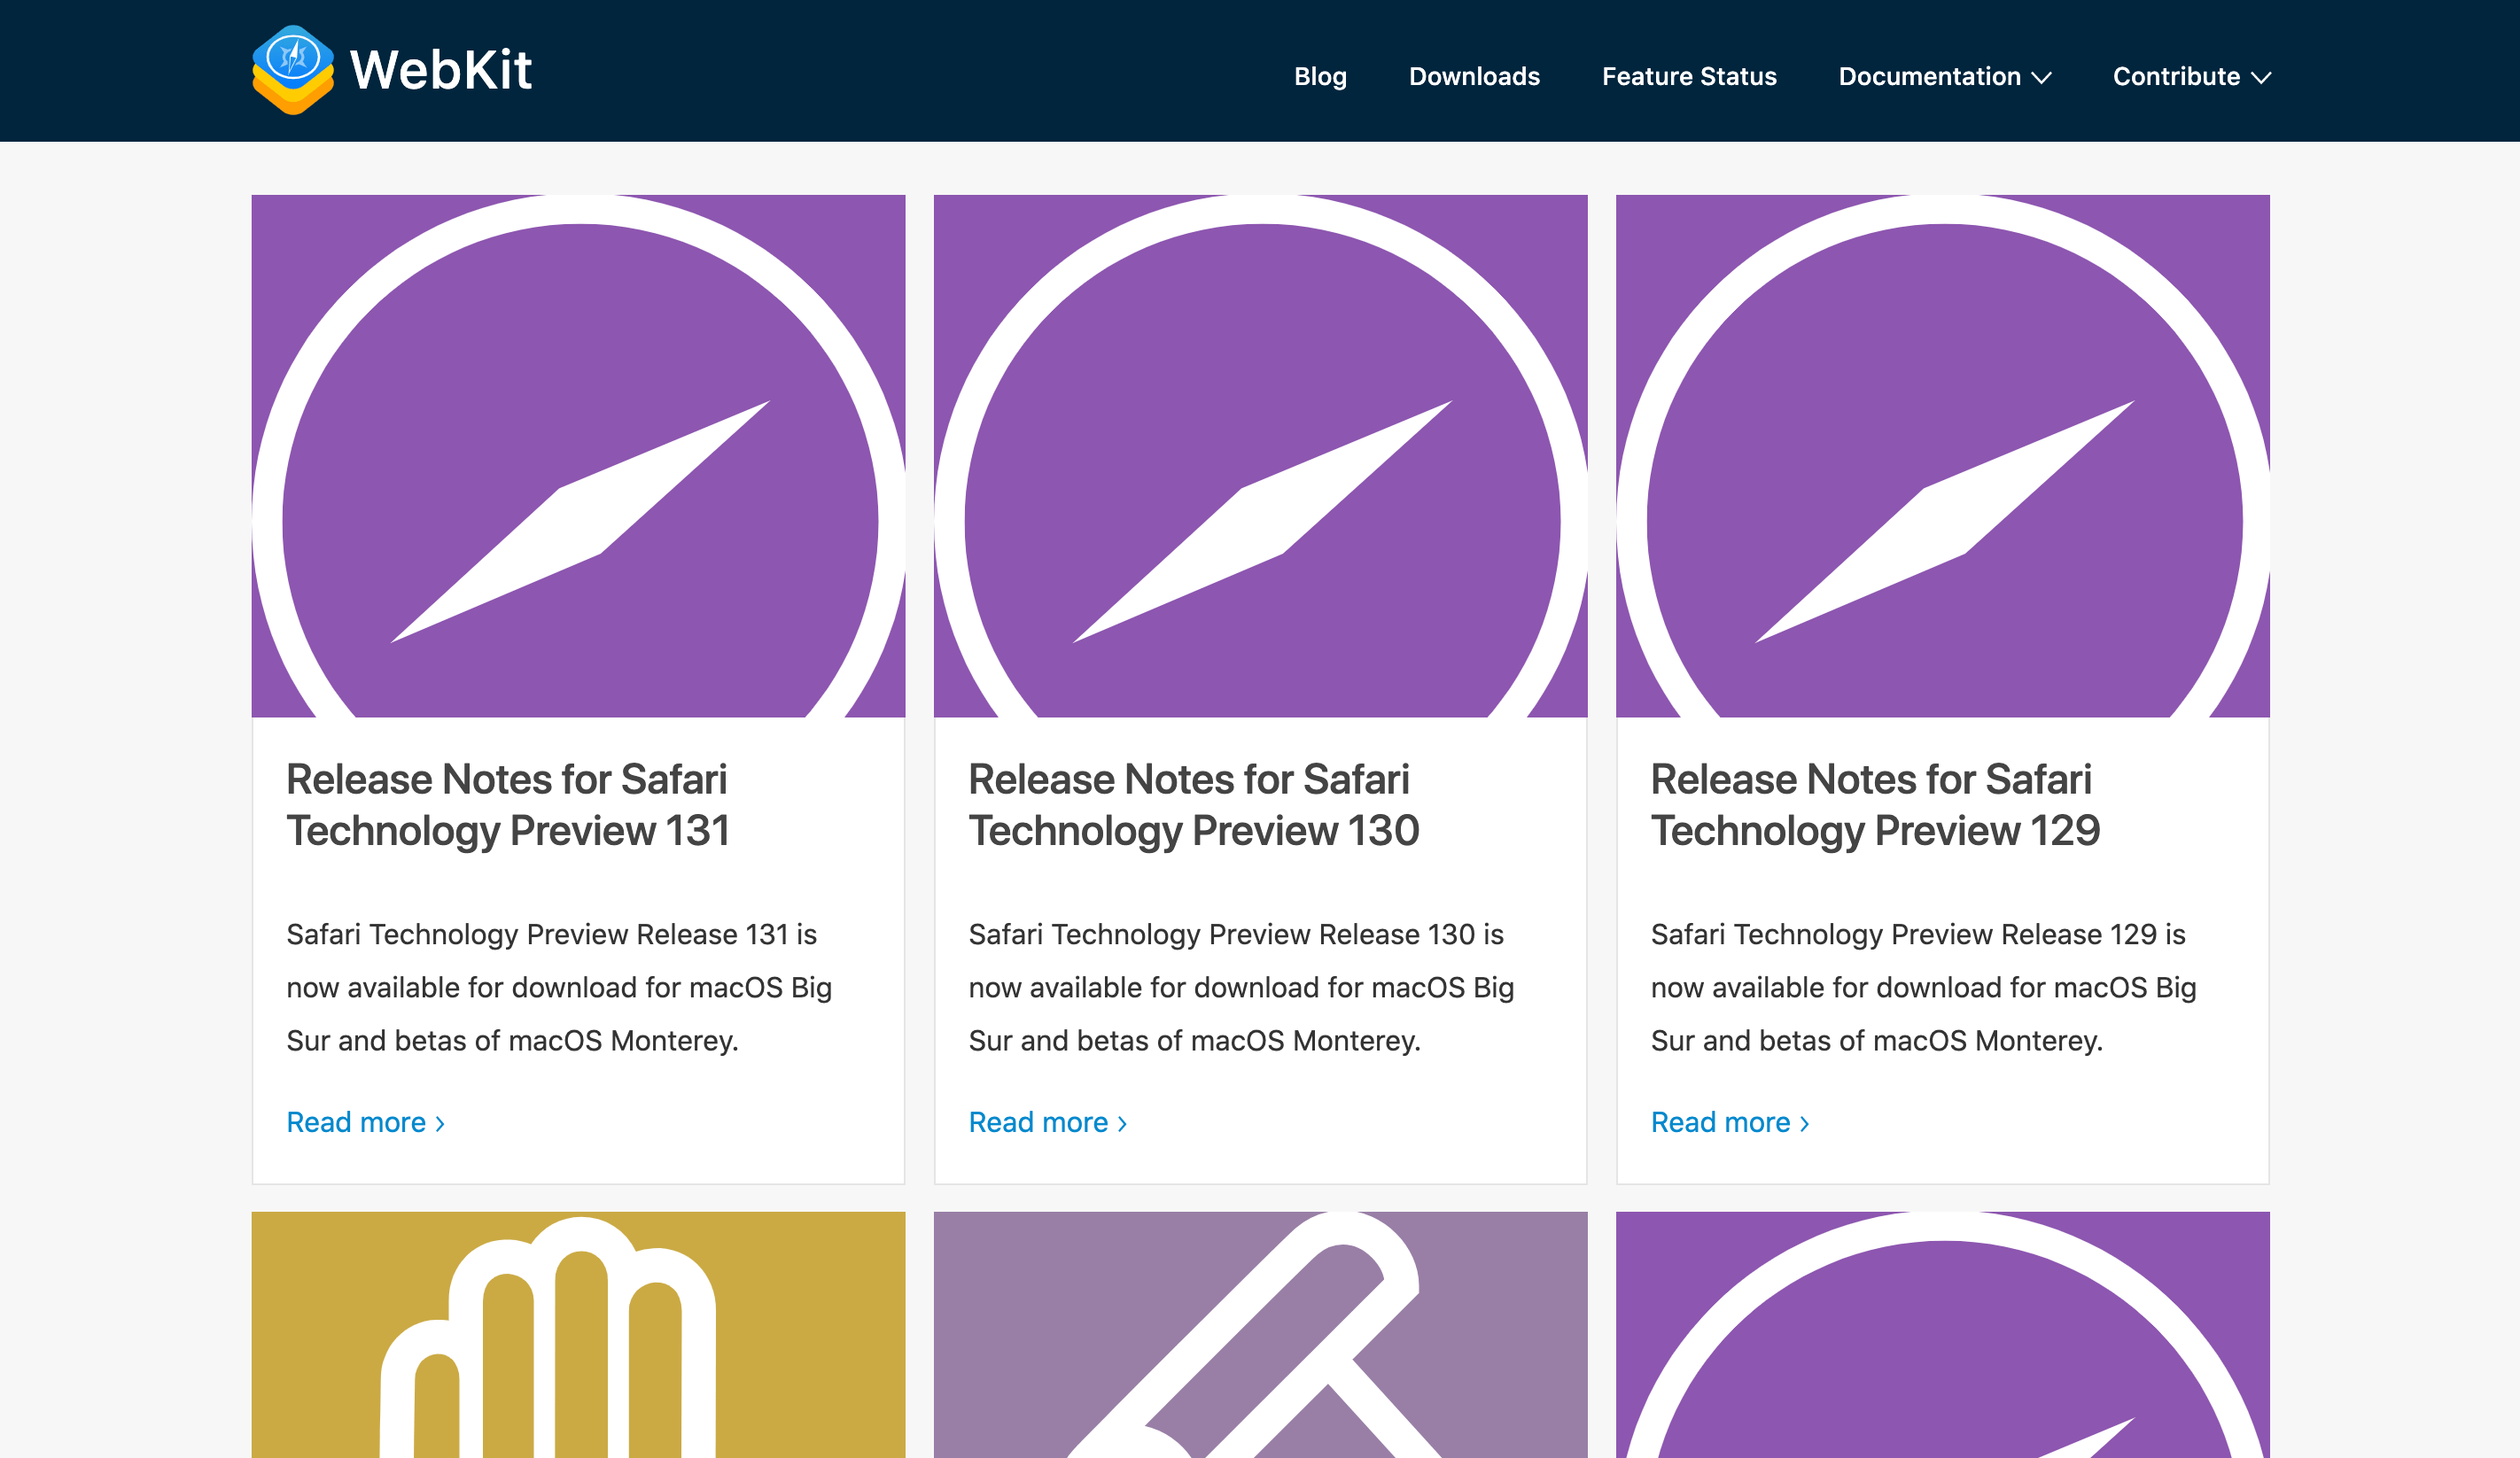 WebKit
Blog Downloads Feature Status Documentation Contribute
Release Notes for Safari
Technology Preview 131
Safari Technology Preview Release 131 is
now available for download for macOS Big
Sur and betas of macOS Monterey.
Read more ›
Release Notes for Safari
Technology Preview 130
Safari Technology Preview Release 130 is
now available for download for macOS Big
Sur and betas of macOS Monterey.
Read more ›
Release Notes for Safari
Technology Preview 129
Safari Technology Preview Release 129 is
now available for download for macOS Big
Sur and betas of macOS Monterey.
Read more ›